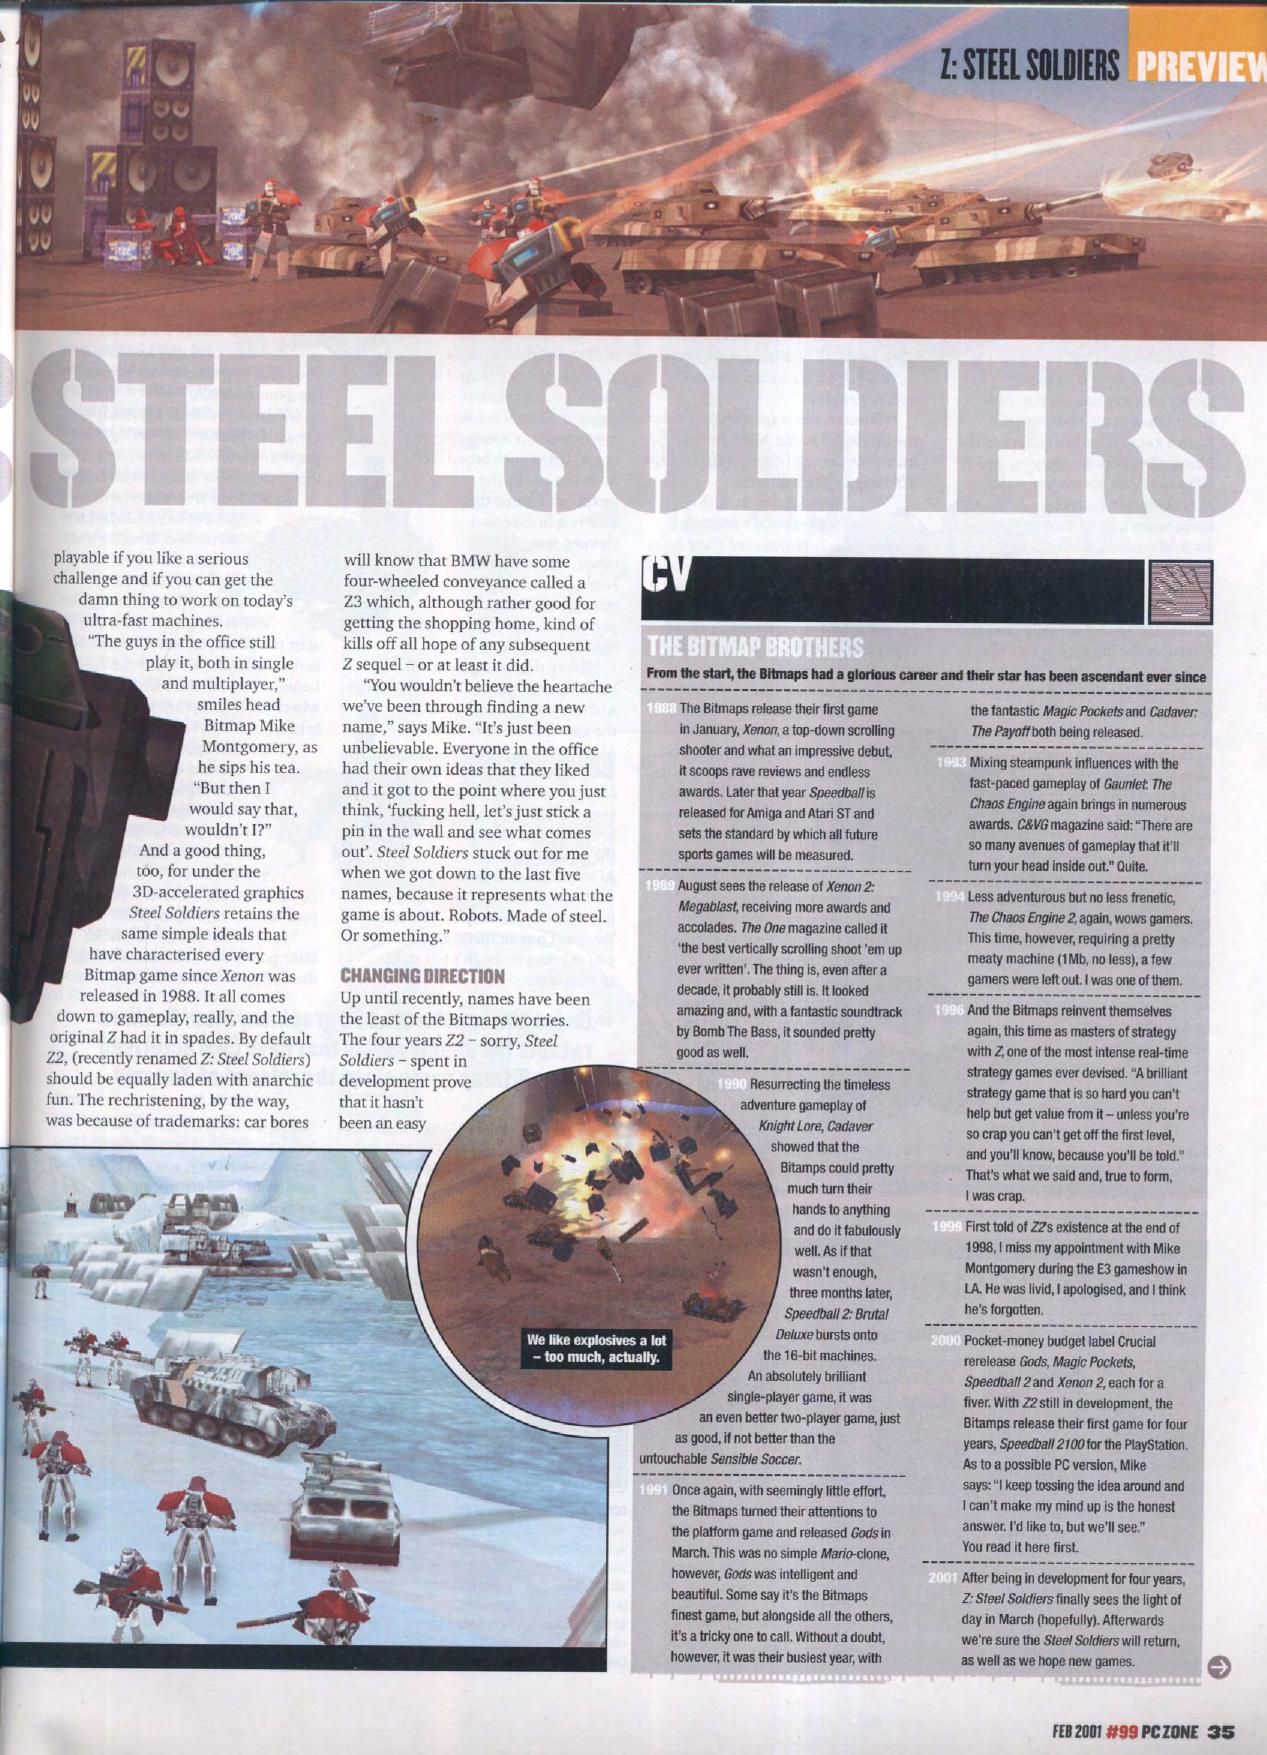 Z: STEEL SOLDIERS PREVIEW
STEEL SOLDIERS
playable if you like a serious
challenge and if you can get the
damn thing to work on today's
ultra-fast machines.
"The guys in the office still
play it, both in single
and multiplayer,"
smiles head
Bitmap Mike
Montgomery, as
he sips his tea.
"But then I
would say that,
wouldn't I?"
And a good thing,
too, for under the
3D-accelerated graphics
Steel Soldiers retains the
same simple ideals that
have characterised every
Bitmap game since Xenon was
released in 1988. It all comes
down to gameplay, really, and the
original Z had it in spades. By default
Z2, (recently renamed Z: Steel Soldiers)
should be equally laden with anarchic
fun. The rechristening, by the way,
was because of trademarks: car bores
will know that BMW have some
four-wheeled conveyance called a
Z3 which, although rather good for
getting the shopping home, kind of
kills off all hope of any subsequent
Z sequel – or at least it did.
"You wouldn't believe the heartache
we've been through finding a new
name," says Mike. "It's just been
unbelievable. Everyone in the office
had their own ideas that they liked
and it got to the point where you just
think, 'fucking hell, let's just stick a
pin in the wall and see what comes
out'. Steel Soldiers stuck out for me
when we got down to the last five
names, because it represents what the
game is about. Robots. Made of steel.
Or something."
CHANGING DIRECTION
Up until recently, names have been
the least of the Bitmaps worries.
The four years Z2 – sorry, Steel
Soldiers – spent in
development prove
that it hasn't
been an easy
We like explosives a lot
– too much, actually.
CV
THE BITMAP BROTHERS
From the start, the Bitmaps had a glorious career and their star has been ascendant ever since
1988 The Bitmaps release their first game
in January, Xenon, a top-down scrolling
shooter and what an impressive debut,
it scoops rave reviews and endless
awards. Later that year Speedball is
released for Amiga and Atari ST and
sets the standard by which all future
sports games will be measured.
1989 August sees the release of Xenon 2:
Megablast, receiving more awards and
accolades. The One magazine called it
'the best vertically scrolling shoot 'em up
ever written'. The thing is, even after a
decade, it probably still is. It looked
amazing and, with a fantastic soundtrack
by Bomb The Bass, it sounded pretty
good as well.
1990 Resurrecting the timeless
adventure gameplay of
Knight Lore, Cadaver
showed that the
Bitamps could pretty
much turn their
hands to anything
and do it fabulously
well. As if that
wasn't enough,
three months later,
Speedball 2: Brutal
Deluxe bursts onto
the 16-bit machines.
An absolutely brilliant
single-player game, it was
an even better two-player game, just
as good, if not better than the
untouchable Sensible Soccer.
1991 Once again, with seemingly little effort,
the Bitmaps turned their attentions to
the platform game and released Gods in
March. This was no simple Mario-clone,
however, Gods was intelligent and
beautiful. Some say it's the Bitmaps
finest game, but alongside all the others,
it's a tricky one to call. Without a doubt,
however, it was their busiest year, with
the fantastic Magic Pockets and Cadaver:
The Payoff both being released.
1993 Mixing steampunk influences with the
fast-paced gameplay of Gaunlet: The
Chaos Engine again brings in numerous
awards. C&VG magazine said: "There are
so many avenues of gameplay that it'll
turn your head inside out." Quite.
1994 Less adventurous but no less frenetic,
The Chaos Engine 2, again, wows gamers.
This time, however, requiring a pretty
meaty machine (1Mb, no less), a few
gamers were left out. I was one of them.
1996 And the Bitmaps reinvent themselves
again, this time as masters of strategy
with Z, one of the most intense real-time
strategy games ever devised. "A brilliant
strategy game that is so hard you can't
help but get value from it – unless you're
so crap you can't get off the first level,
and you'll know, because you'll be told."
That's what we said and, true to form,
I was crap.
1999 First told of Z2's existence at the end of
1998, I miss my appointment with Mike
Montgomery during the E3 gameshow in
LA. He was livid, I apologised, and I think
he's forgotten.
2000 Pocket-money budget label Crucial
rerelease Gods, Magic Pockets,
Speedball 2 and Xenon 2, each for a
fiver. With Z2 still in development, the
Bitamps release their first game for four
years, Speedball 2100 for the PlayStation.
As to a possible PC version, Mike
says: "I keep tossing the idea around and
I can't make my mind up is the honest
answer. I'd like to, but we'll see."
You read it here first.
2001 After being in development for four years,
Z: Steel Soldiers finally sees the light of
day in March (hopefully). Afterwards
we're sure the Steel Soldiers will return,
as well as we hope new games.
FEB 2001 #99 PC ZONE 35